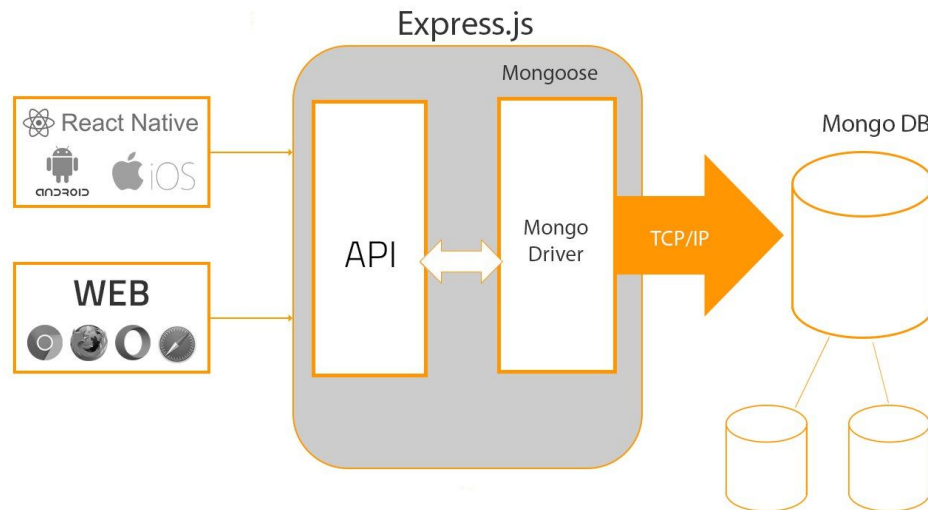 Express.js
Mongoose
React Native
ANDROID
iOS
WEB
API
Mongo
Driver
TCP/IP
Mongo DB